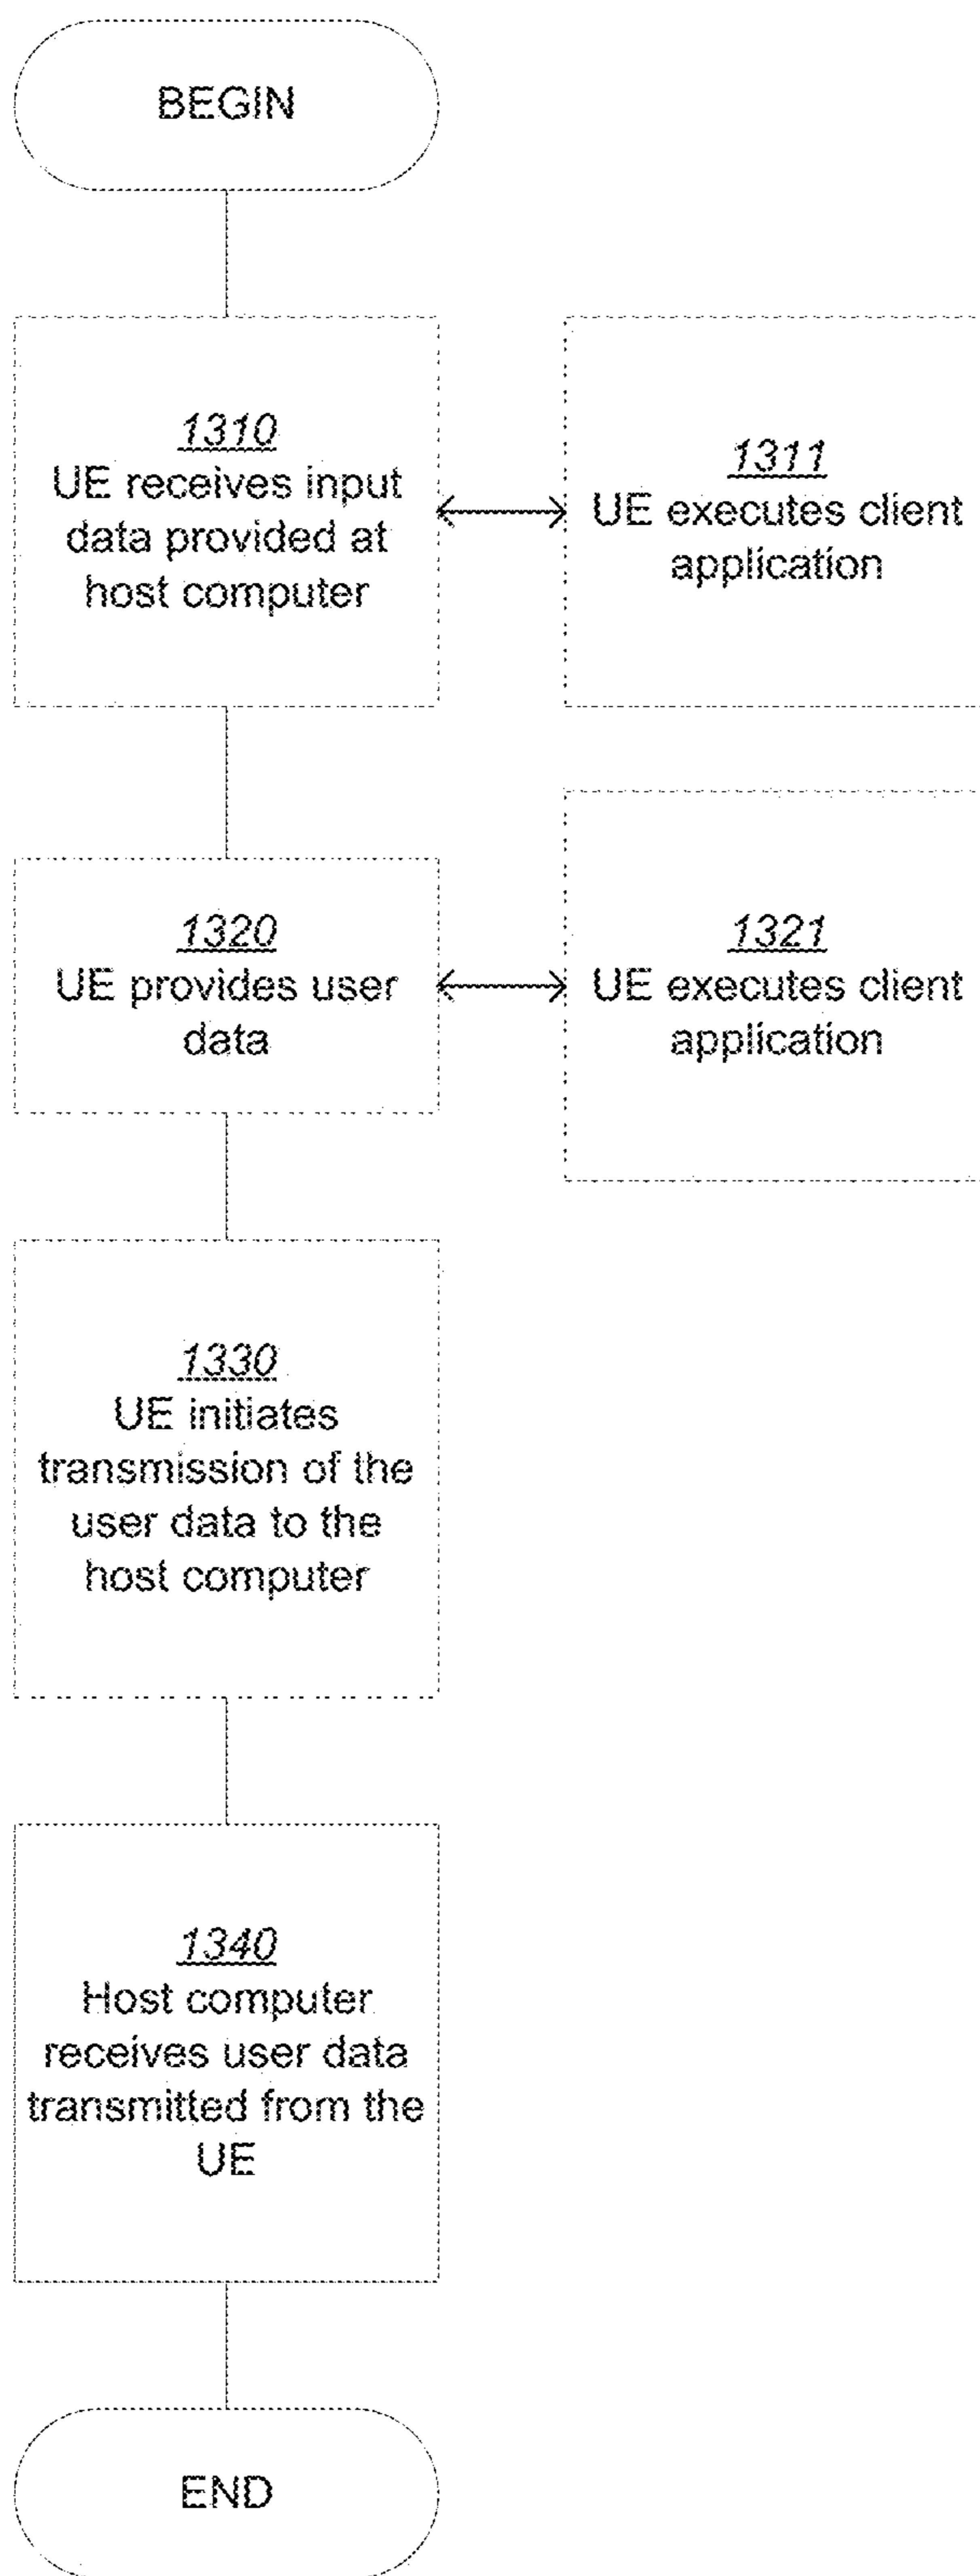 BEGIN
1310
UE receives input
data provided at
host computer
1311
UE executes client
application
1320
UE provides user
data
1321
UE executes client
application
1330
UE initiates
transmission of the
user data to the
host computer
1340
Host computer
receives user data
transmitted from the
UE
END